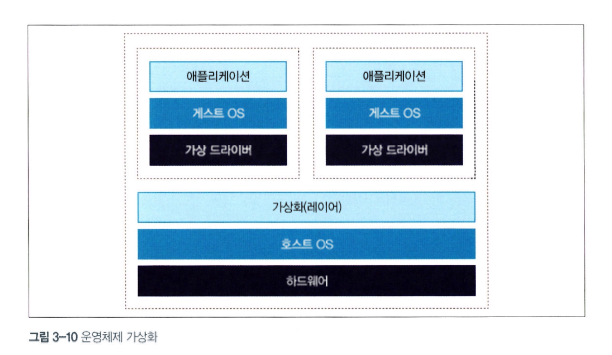 애플리케이션 애플리케이션
게스트 OS 게스트 OS
가상 드라이버 가상 드라이버
가상화(레이어)
호스트 OS
하드웨어
그림 3-10 운영체제 가상화